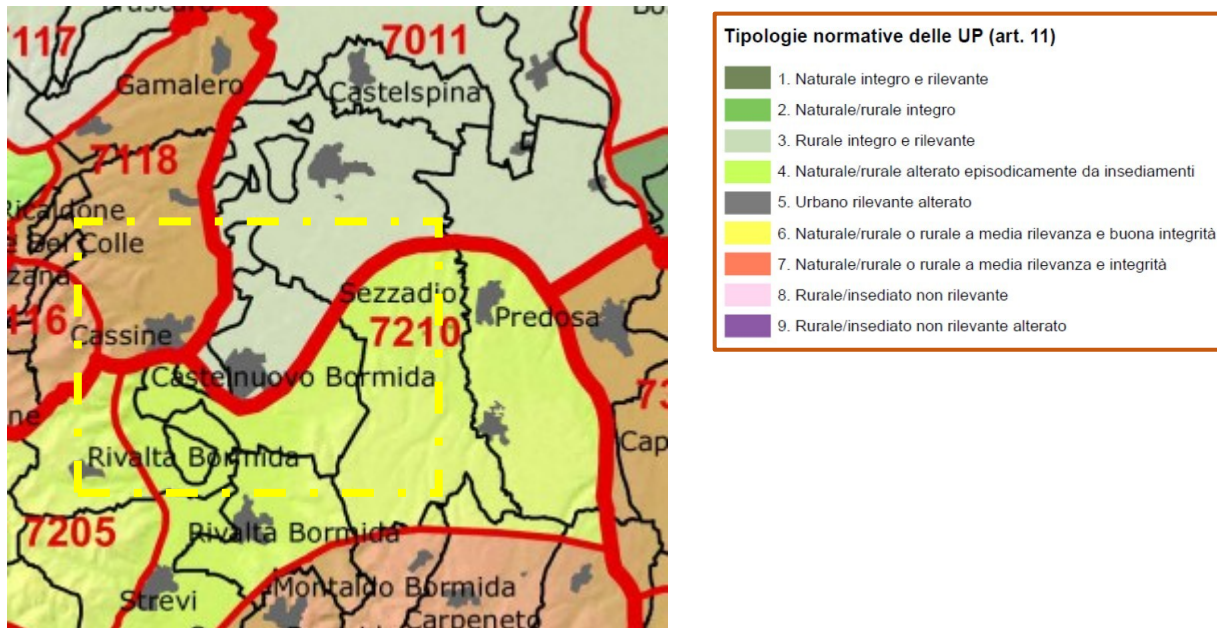 7117
7011
Gamalero
Castelspina
7118
Ricaldone
Del Colle
Sezzadio
7210
Predosa
Cassine
Castelnuovo Bormida
Cap
Rivalta Bormida
7205
Rivalta Bormida
Strevi
Montaldo Bormida
Carpeneto
Tipologie normative delle UP (art. 11)
1. Naturale integro e rilevante
2. Naturale/rurale integro
3. Rurale integro e rilevante
4. Naturale/rurale alterato episodicamente da insediamenti
5. Urbano rilevante alterato
6. Naturale/rurale o rurale a media rilevanza e buona integrità
7. Naturale/rurale o rurale a media rilevanza e integrità
8. Rurale/insediato non rilevante
9. Rurale/insediato non rilevante alterato